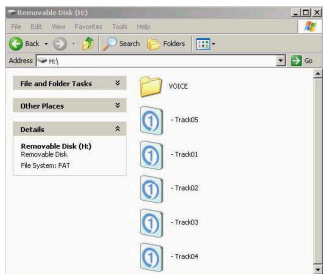 Removable Disk (H:)
File Edit View Favorites Tools Help
Back Search Folders
Address H:\ Go
File and Folder Tasks
Other Places
Details
Removable Disk (H:)
Removable Disk
File System: FAT
VOICE
- Track05
- Track01
- Track02
- Track03
- Track04